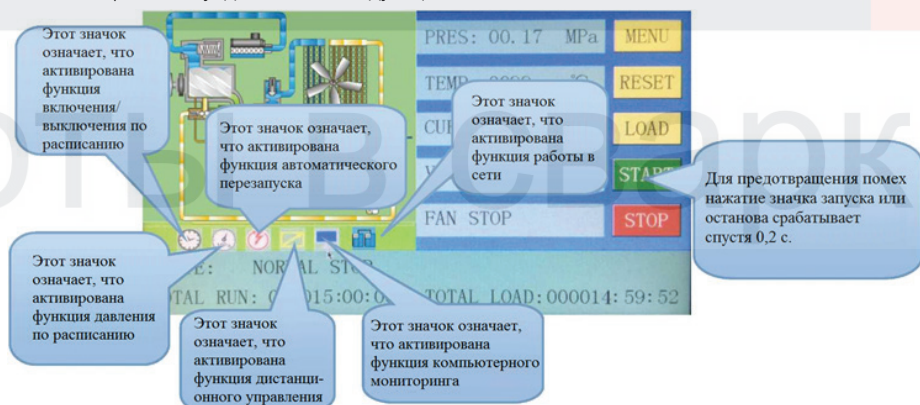 Этот значок
означает, что
активирована
функция
включения/
выключения по
расписанию
Этот значок означает,
что активирована
функция автоматического
перезапуска
Этот значок
означает, что
активирована
функция работы в
сети
PRES: 00.17 MPa
MENU
RESET
LOAD
START
FAN STOP
STOP
Для предотвращения помех
нажатие значка запуска или
останова срабатывает
спустя 0,2 с.
Этот значок
означает, что
активирована
функция давления
по расписанию
NORMAL STOP
TOTAL LOAD:000014:59:52
Этот значок
означает, что
активирована
функция дистанци-
онного управления
Этот значок означает,
что активирована
функция компьютерного
мониторинга